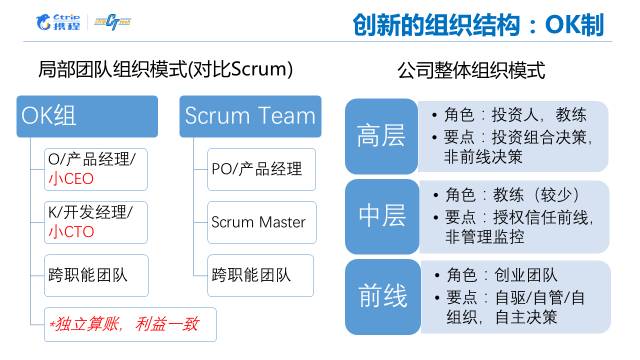 Ctrip
携程
CT
创新的组织结构：OK制
局部团队组织模式(对比Scrum)
OK组
O/产品经理/
小CEO
K/开发经理/
小CTO
跨职能团队
*独立算账，利益一致
Scrum Team
PO/产品经理
Scrum Master
跨职能团队
公司整体组织模式
高层
• 角色：投资人，教练
• 要点：投资组合决策，
非前线决策
中层
• 角色：教练（较少）
• 要点：授权信任前线，
非管理监控
前线
• 角色：创业团队
• 要点：自驱/自管/自
组织，自主决策